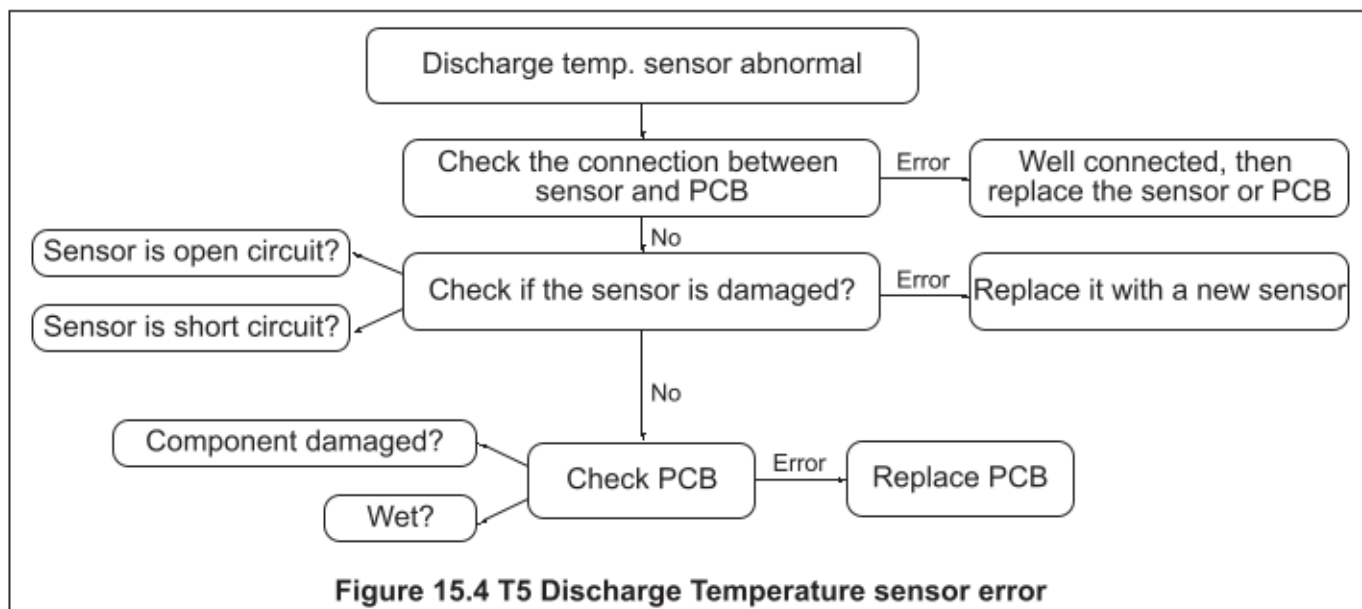 Discharge temp. sensor abnormal
Check the connection between
sensor and PCB
Error
Well connected, then
replace the sensor or PCB
No
Sensor is open circuit?
Sensor is short circuit?
Check if the sensor is damaged?
Error
Replace it with a new sensor
No
Component damaged?
Wet?
Check PCB
Error
Replace PCB
Figure 15.4 T5 Discharge Temperature sensor error